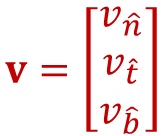 𝐯 = [v_n̂
v_t̂
v_b̂]